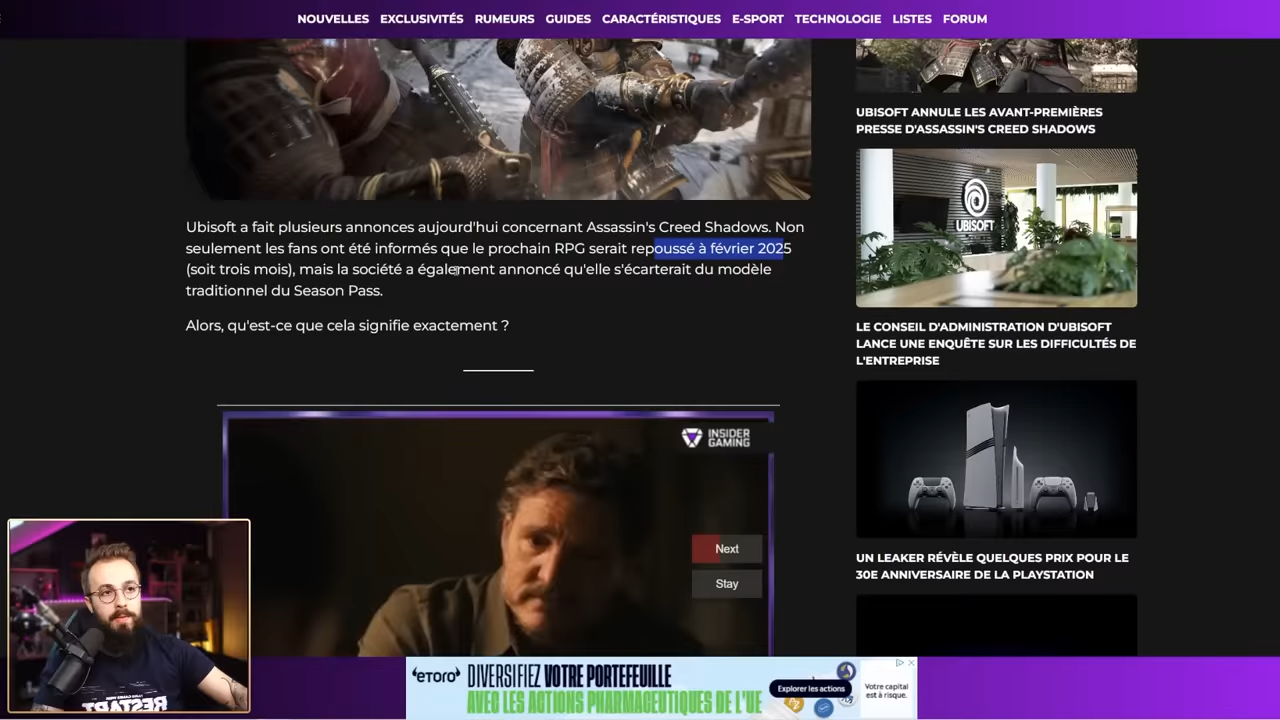 NOUVELLES EXCLUSIVITÉS RUMEURS GUIDES CARACTÉRISTIQUES E-SPORT TECHNOLOGIE LISTES FORUM
Ubisoft a fait plusieurs annonces aujourd'hui concernant Assassin's Creed Shadows. Non
seulement les fans ont été informés que le prochain RPG serait repoussé à février 2025
(soit trois mois), mais la société a également annoncé qu'elle s'écarterait du modèle
traditionnel du Season Pass.
Alors, qu'est-ce que cela signifie exactement ?
INSIDER
GAMING
Next
Stay
UBISOFT ANNULE LES AVANT-PREMIÈRES
PRESSE D'ASSASSIN'S CREED SHADOWS
UBISOFT
LE CONSEIL D'ADMINISTRATION D'UBISOFT
LANCE UNE ENQUÊTE SUR LES DIFFICULTÉS DE
L'ENTREPRISE
UN LEAKER RÉVÈLE QUELQUES PRIX POUR LE
30E ANNIVERSAIRE DE LA PLAYSTATION
RESTART
etoro
DIVERSIFIEZ VOTRE PORTEFEUILLE
AVEC LES ACTIONS PHARMACEUTIQUES DE L'UE
Explorer les actions
Votre capital
est à risque.